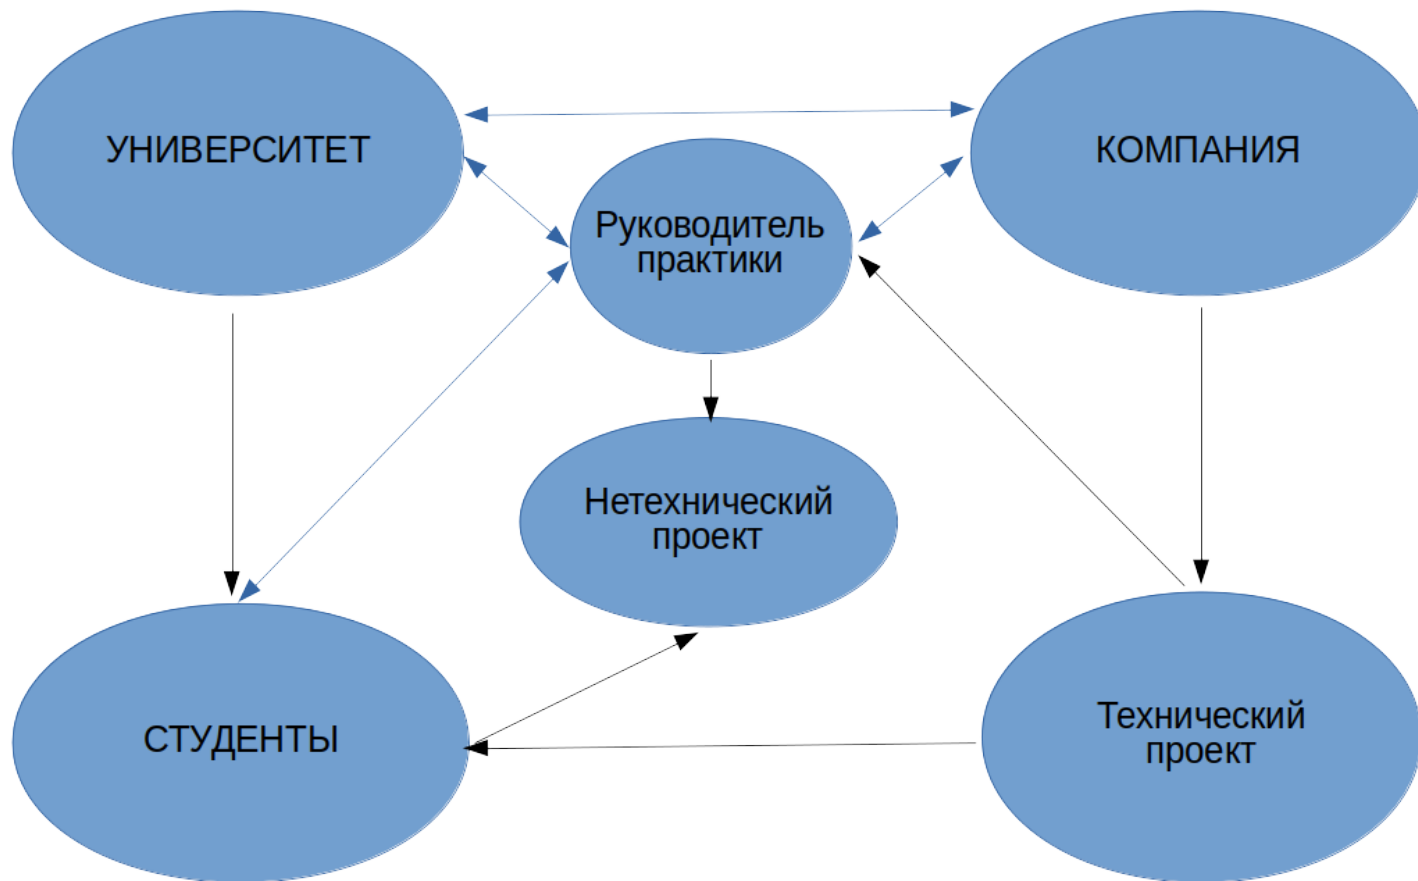 УНИВЕРСИТЕТ
КОМПАНИЯ
Руководитель
практики
Нетехнический
проект
СТУДЕНТЫ
Технический
проект